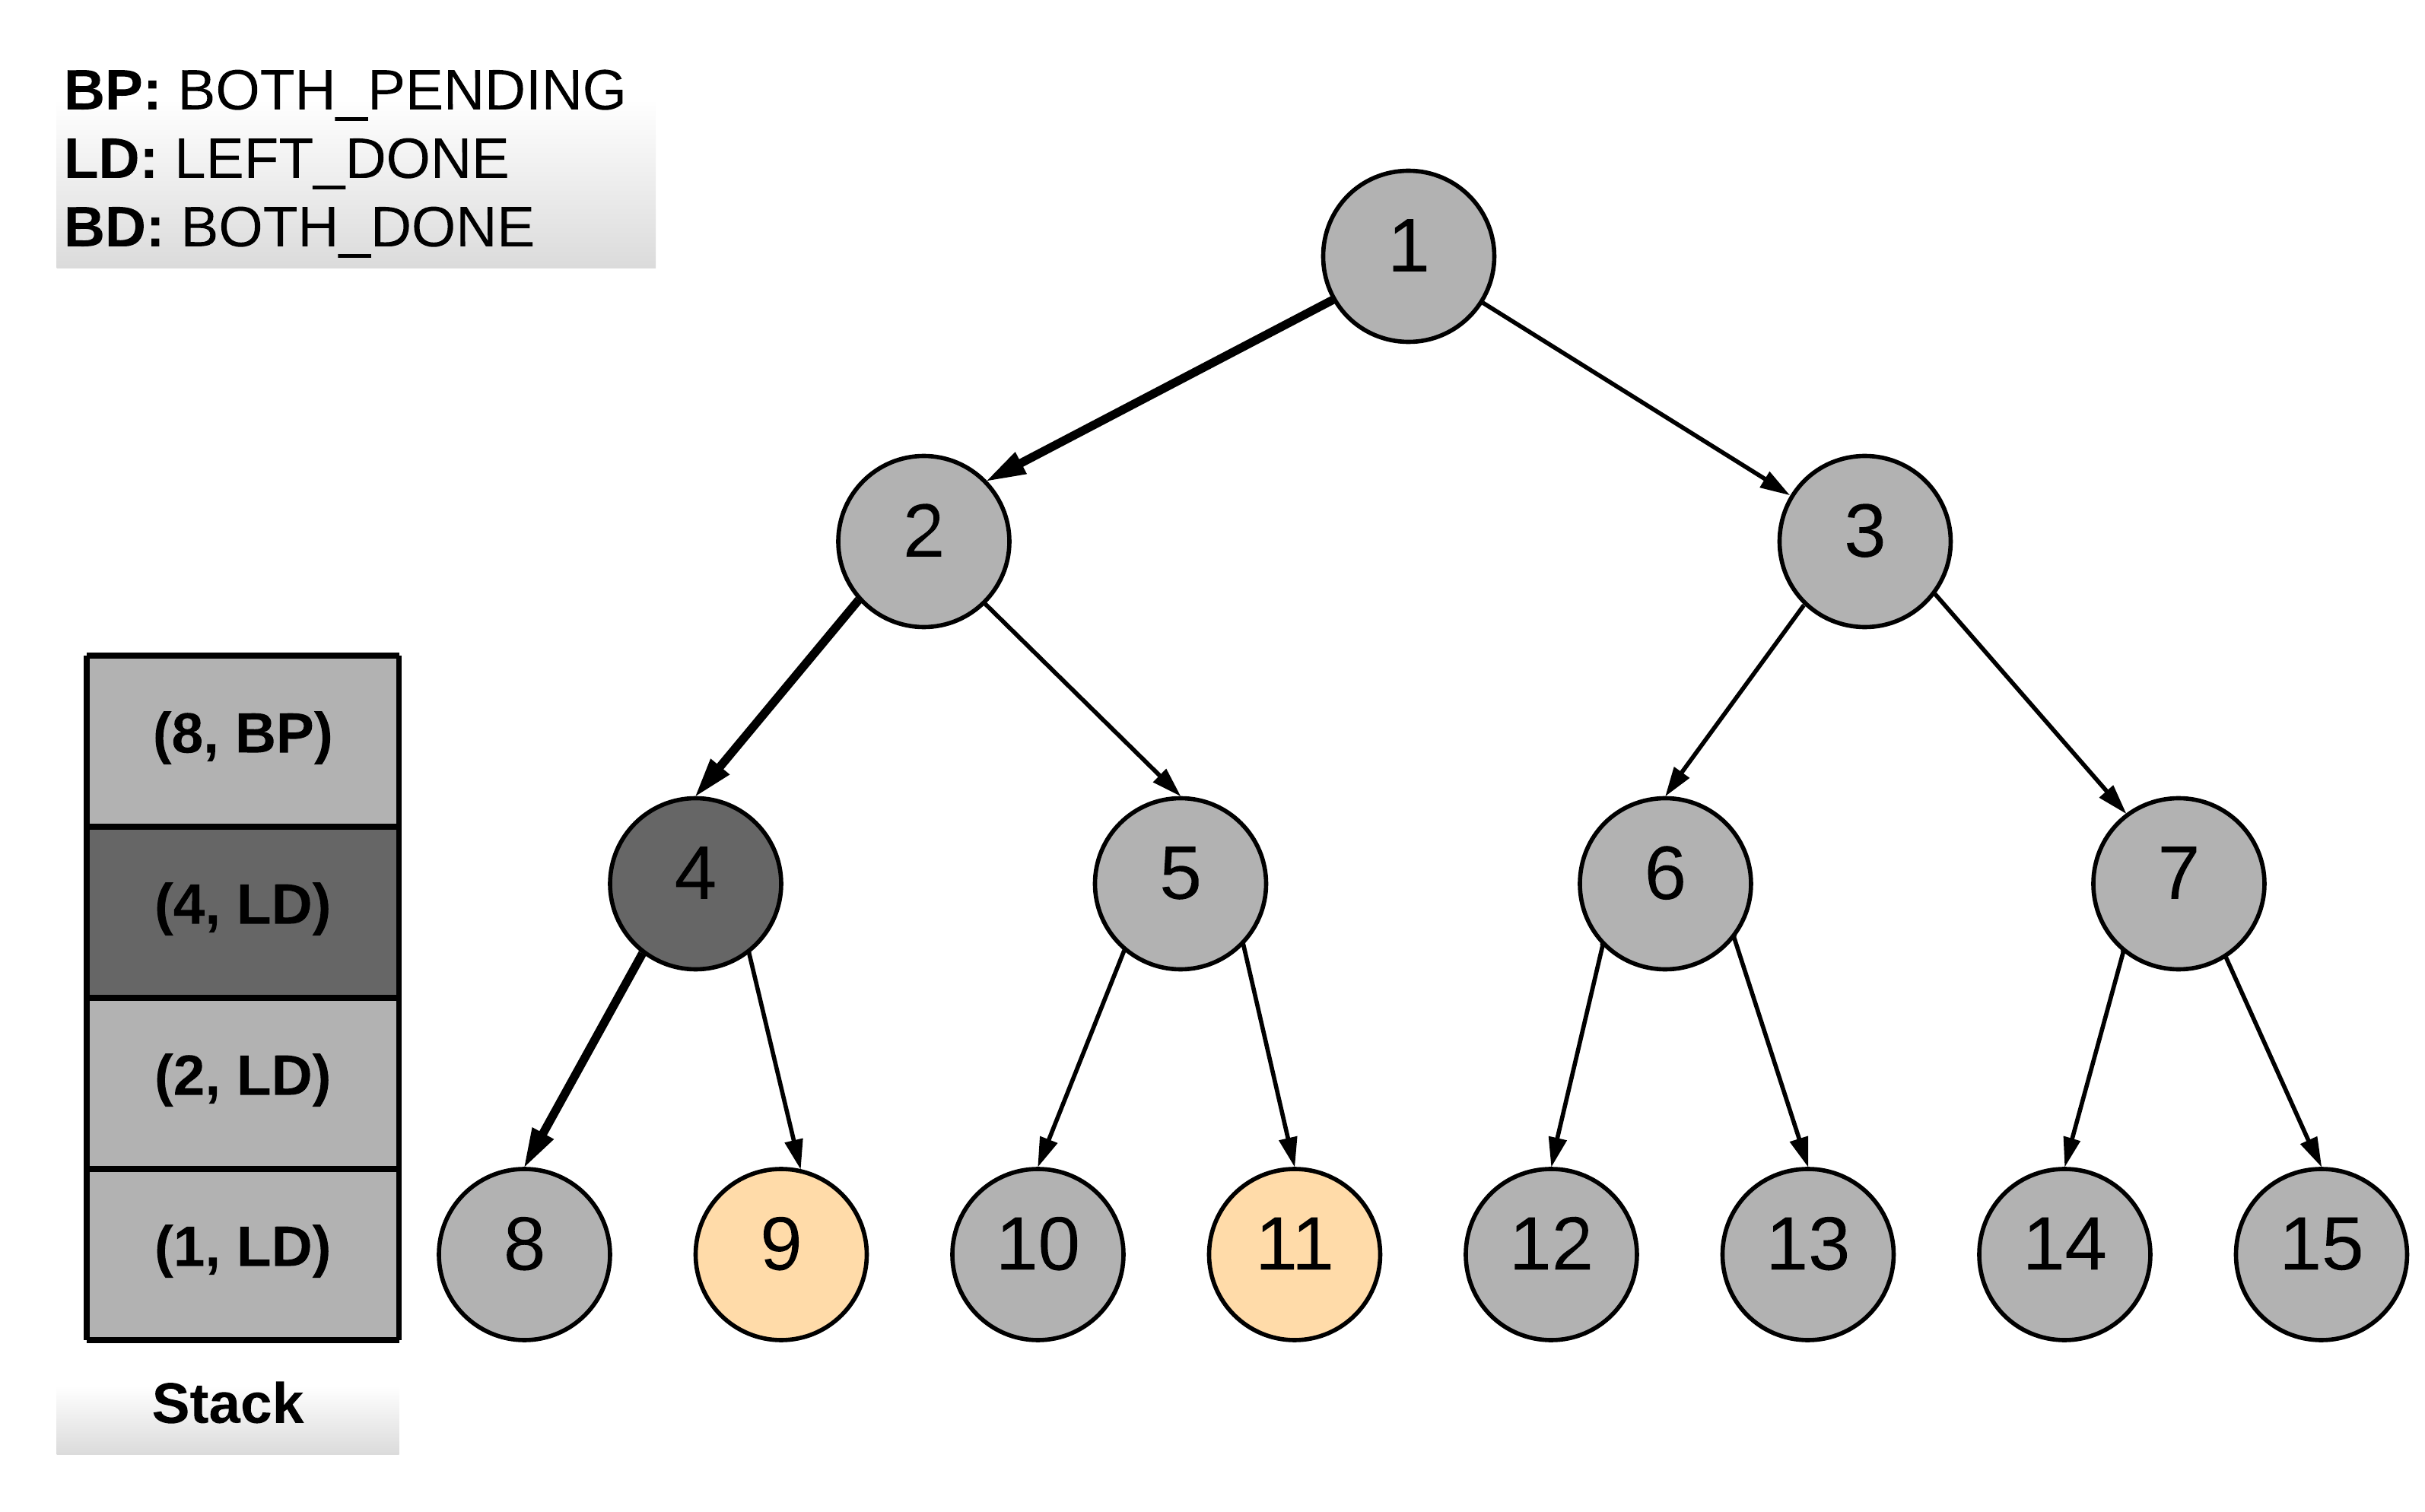 BP: BOTH_PENDING
LD: LEFT_DONE
BD: BOTH_DONE
1
2
3
(8, BP)
4
5
6
7
(4, LD)
(2, LD)
(1, LD)
8
9
10
11
12
13
14
15
Stack